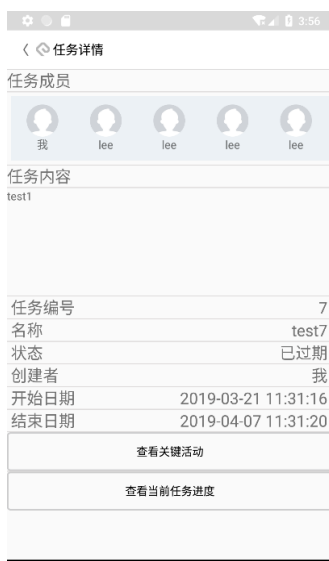 3:56
任务详情
任务成员
我 lee lee lee lee
任务内容
test1
任务编号 7
名称 test7
状态 已过期
创建者 我
开始日期 2019-03-21 11:31:16
结束日期 2019-04-07 11:31:20
查看关键活动
查看当前任务进度